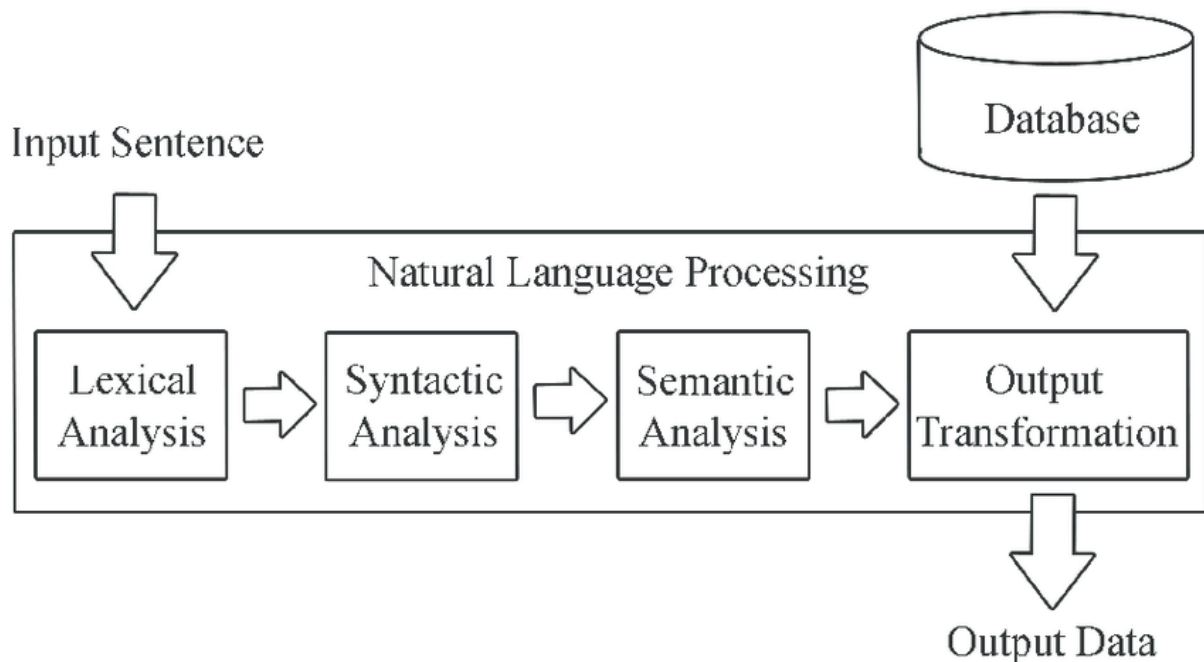 Database
Input Sentence
Natural Language Processing
Lexical
Analysis
Syntactic
Analysis
Semantic
Analysis
Output
Transformation
Output Data